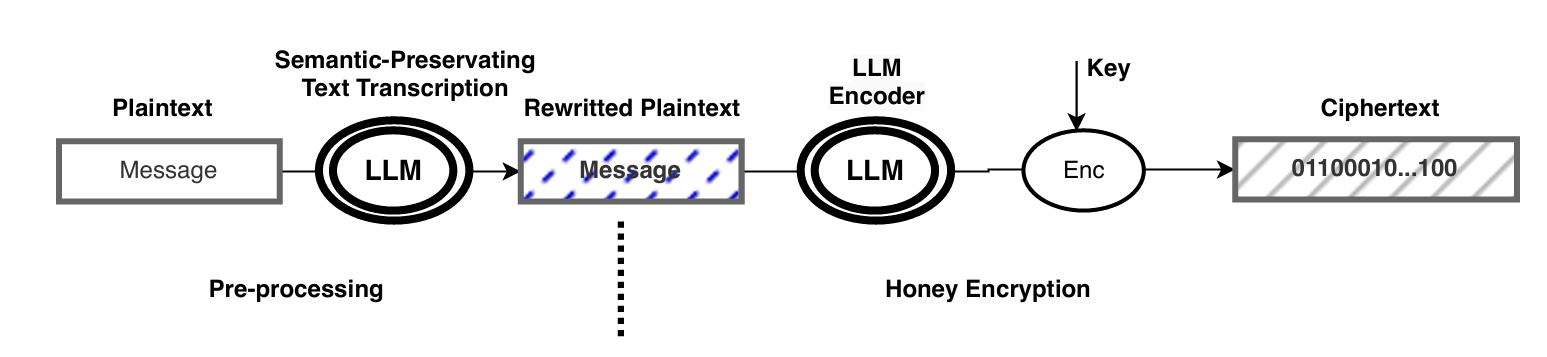 Semantic-Preservating
Text Transcription
LLM
Encoder
Key
Plaintext
Rewritted Plaintext
Ciphertext
Message
LLM
Message
LLM
Enc
01100010...100
Pre-processing
Honey Encryption